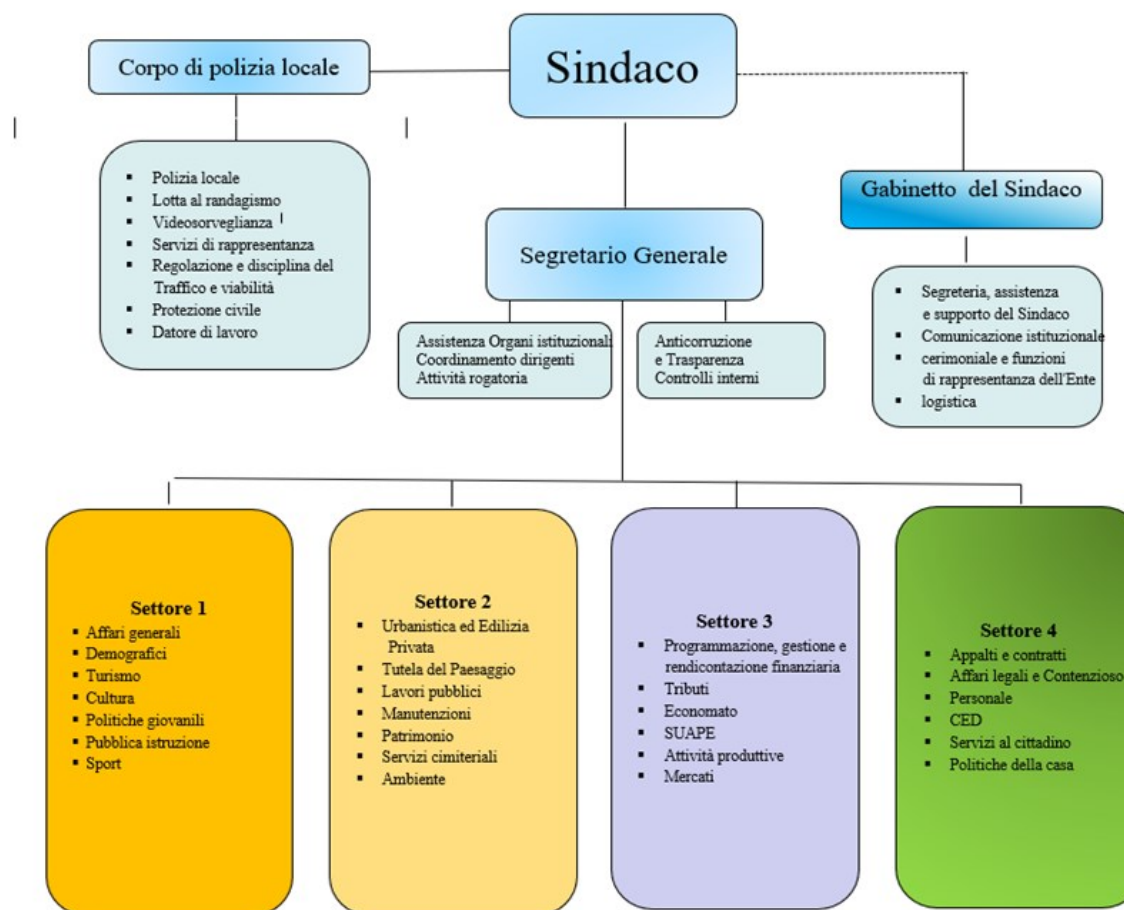 Sindaco
Corpo di polizia locale
▪ Polizia locale
▪ Lotta al randagismo
▪ Videosorveglianza
▪ Servizi di rappresentanza
▪ Regolazione e disciplina del
Traffico e viabilità
▪ Protezione civile
▪ Datore di lavoro
Segretario Generale
Assistenza Organi istituzionali
Coordinamento dirigenti
Attività rogatoria
Anticorruzione
e Trasparenza
Controlli interni
Gabinetto del Sindaco
▪ Segreteria, assistenza
e supporto del Sindaco
▪ Comunicazione istituzionale
▪ cerimoniale e funzioni
di rappresentanza dell'Ente
▪ logistica
Settore 1
▪ Affari generali
▪ Demografici
▪ Turismo
▪ Cultura
▪ Politiche giovanili
▪ Pubblica istruzione
▪ Sport
Settore 2
▪ Urbanistica ed Edilizia
Privata
▪ Tutela del Paesaggio
▪ Lavori pubblici
▪ Manutenzioni
▪ Patrimonio
▪ Servizi cimiteriali
▪ Ambiente
Settore 3
▪ Programmazione, gestione e
rendicontazione finanziaria
▪ Tributi
▪ Economato
▪ SUAPE
▪ Attività produttive
▪ Mercati
Settore 4
▪ Appalti e contratti
▪ Affari legali e Contenzioso
▪ Personale
▪ CED
▪ Servizi al cittadino
▪ Politiche della casa